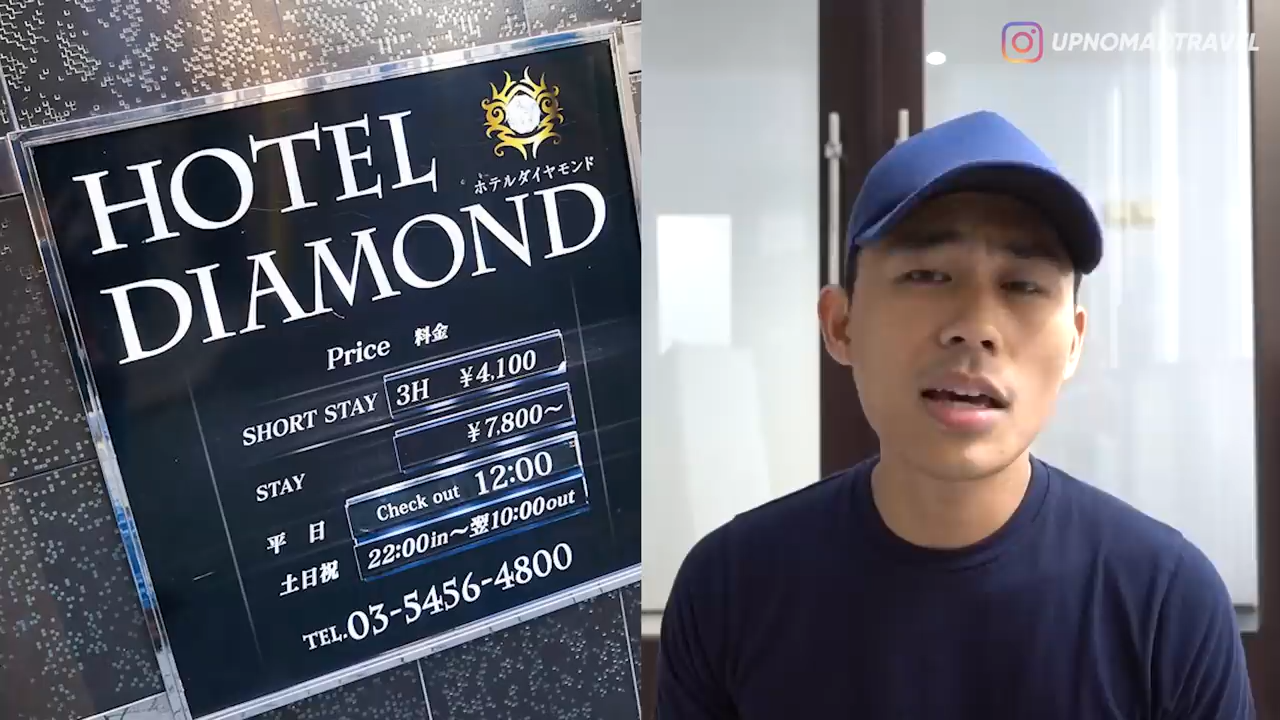 HOTEL
ホテルダイヤモンド
DIAMOND
Price 料金
SHORT STAY 3H ¥4,100
STAY ¥7,800〜
平日 Check out 12:00
土日祝 22:00in〜翌10:00out
TEL.03-5456-4800
UPNOMADTRAVEL